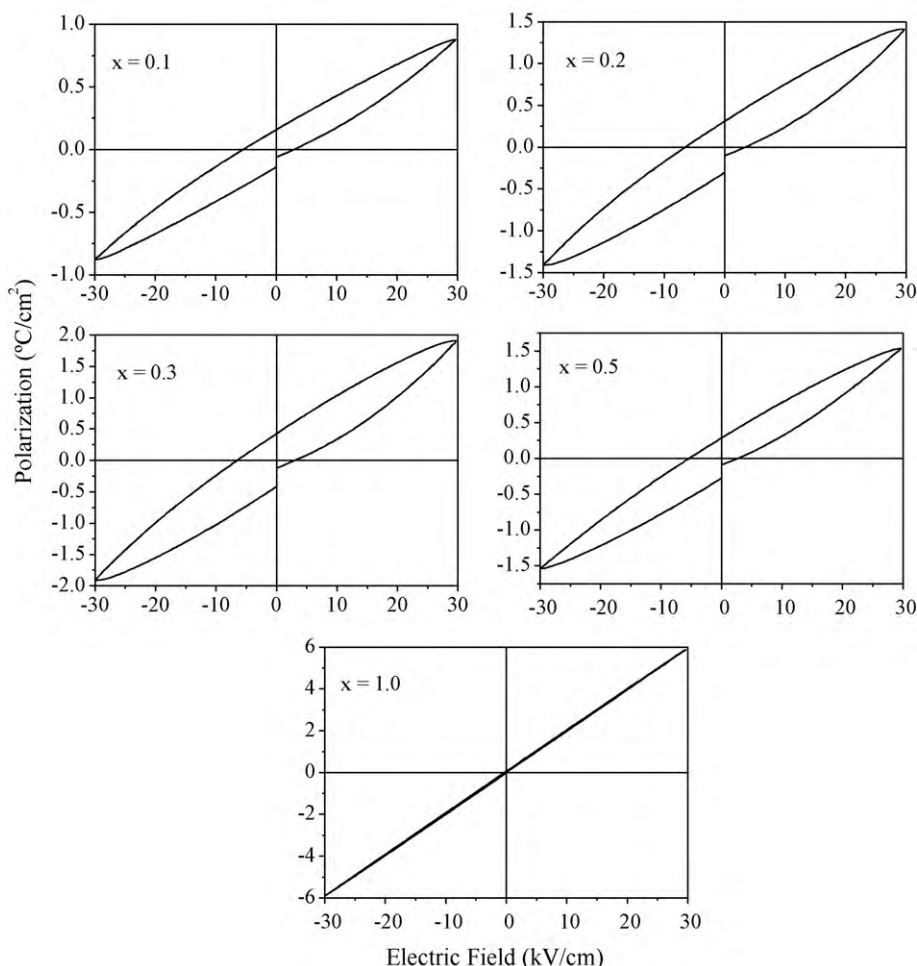 x = 0.1
1.0
0.5
0.0
-0.5
-1.0
-30 -20 -10 0 10 20 30
x = 0.2
1.5
1.0
0.5
0.0
-0.5
-1.0
-1.5
-30 -20 -10 0 10 20 30
Polarization (ºC/cm²)
x = 0.3
2.0
1.5
1.0
0.5
0.0
-0.5
-1.0
-1.5
-2.0
-30 -20 -10 0 10 20 30
x = 0.5
1.5
1.0
0.5
0.0
-0.5
-1.0
-1.5
-30 -20 -10 0 10 20 30
x = 1.0
6
4
2
0
-2
-4
-6
-30 -20 -10 0 10 20 30
Electric Field (kV/cm)